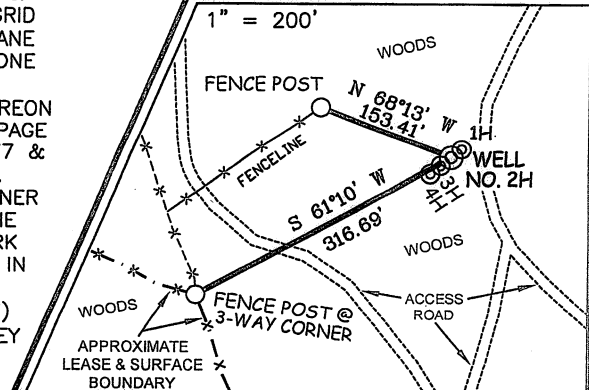 GRID
ANE
ONE
REON
PAGE
7 &
NER
HE
RK
IN
)
EY
1" = 200'
WOODS
FENCE POST
N 68°13' W
153.41'
1H
WELL
NO. 2H
3H
4H
FENCELINE
S 61°10' W
316.69'
WOODS
ACCESS
ROAD
WOODS
FENCE POST @
3-WAY CORNER
APPROXIMATE
LEASE & SURFACE
BOUNDARY